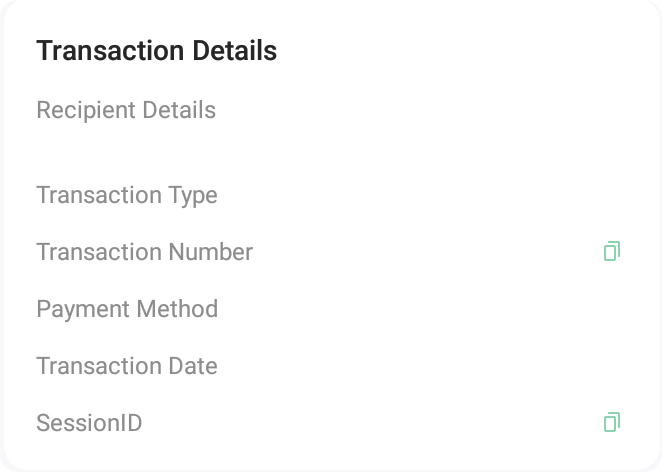 Transaction Details
Recipient Details
Transaction Type
Transaction Number
Payment Method
Transaction Date
SessionID